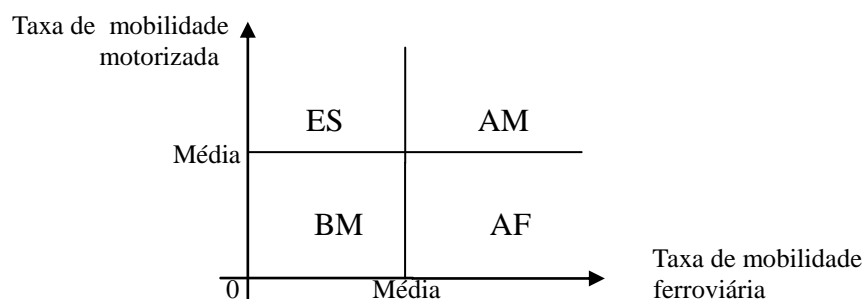 Taxa de mobilidade
motorizada
ES
AM
Média
BM
AF
0
Média
Taxa de mobilidade
ferroviária